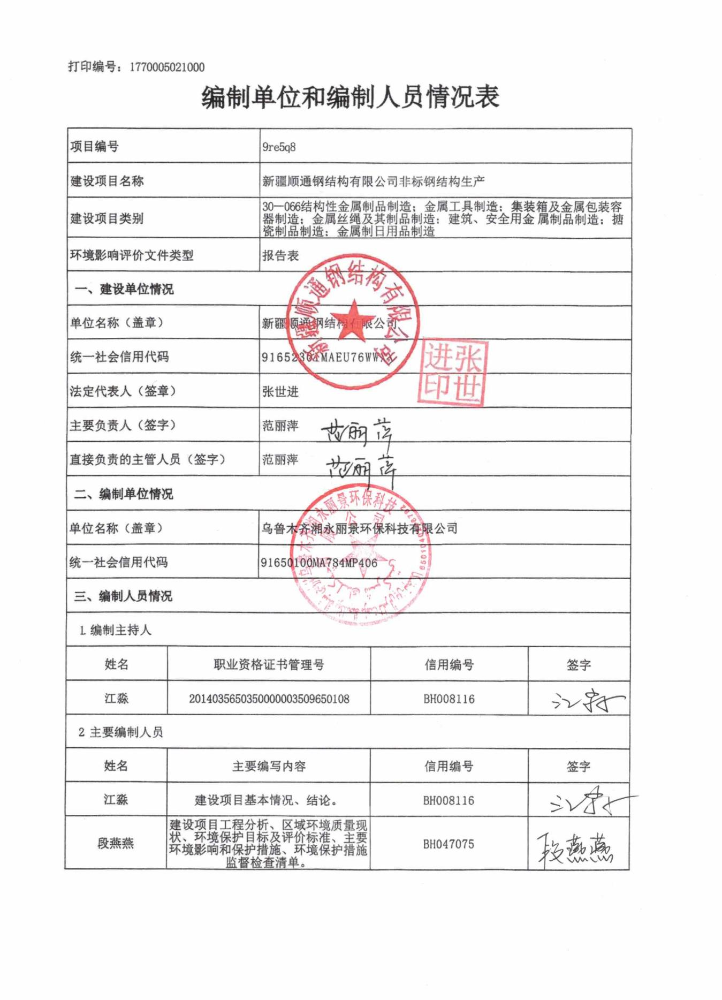 打印编号：1770005021000
编制单位和编制人员情况表
项目编号 9re5q8
建设项目名称 新疆顺通钢结构有限公司非标钢结构生产
建设项目类别 30—066结构性金属制品制造；金属工具制造；集装箱及金属包装容
器制造；金属丝绳及其制品制造；建筑、安全用金属制品制造；搪
瓷制品制造；金属制日用品制造
环境影响评价文件类型 报告表
一、建设单位情况
新疆顺通钢结构有限公司
单位名称（盖章） 新疆顺通钢结构有限公司
统一社会信用代码
张世进印
法定代表人（签章） 张世进
主要负责人（签字） 范丽萍 范丽萍
直接负责的主管人员（签字） 范丽萍 范丽萍
二、编制单位情况
乌鲁木齐湘永丽景环保科技有限公司
单位名称（盖章） 乌鲁木齐湘永丽景环保科技有限公司
统一社会信用代码 91650100MA784MP406
三、编制人员情况
1 编制主持人
姓名 职业资格证书管理号 信用编号 签字
江淼 2014035650350000003509650108 BH008116 江淼
2 主要编制人员
姓名 主要编写内容 信用编号 签字
江淼 建设项目基本情况、结论。 BH008116 江淼
段燕燕 建设项目工程分析、区域环境质量现
状、环境保护目标及评价标准、主要
环境影响和保护措施、环境保护措施
监督检查清单。 BH047075 段燕燕